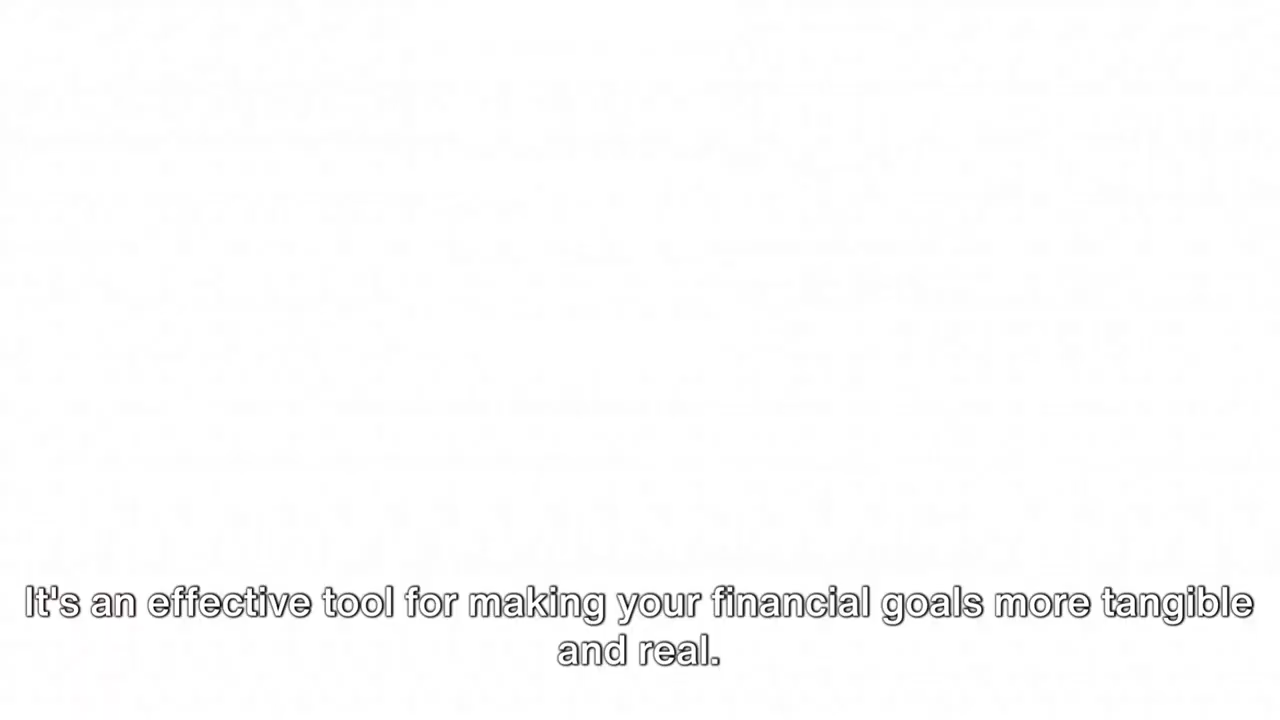 It's an effective tool for making your financial goals more tangible
and real.